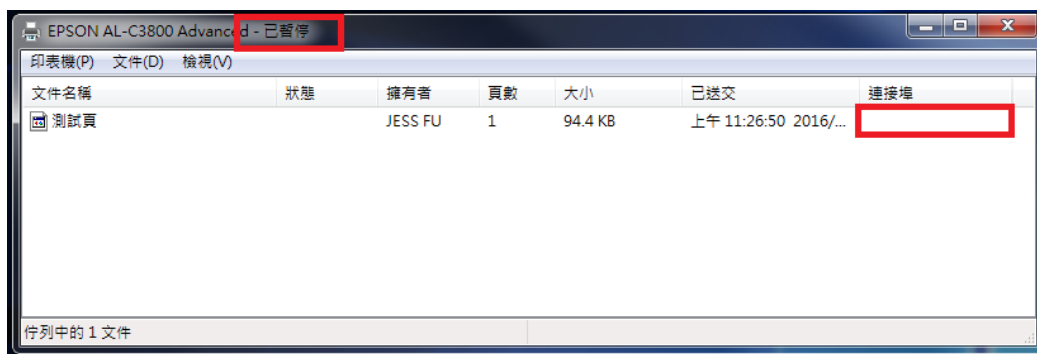 EPSON AL-C3800 Advanced - 已暫停
印表機(P) 文件(D) 檢視(V)
文件名稱 狀態 擁有者 頁數 大小 已送交 連接埠
測試頁 JESS FU 1 94.4 KB 上午 11:26:50 2016/...
佇列中的 1 文件